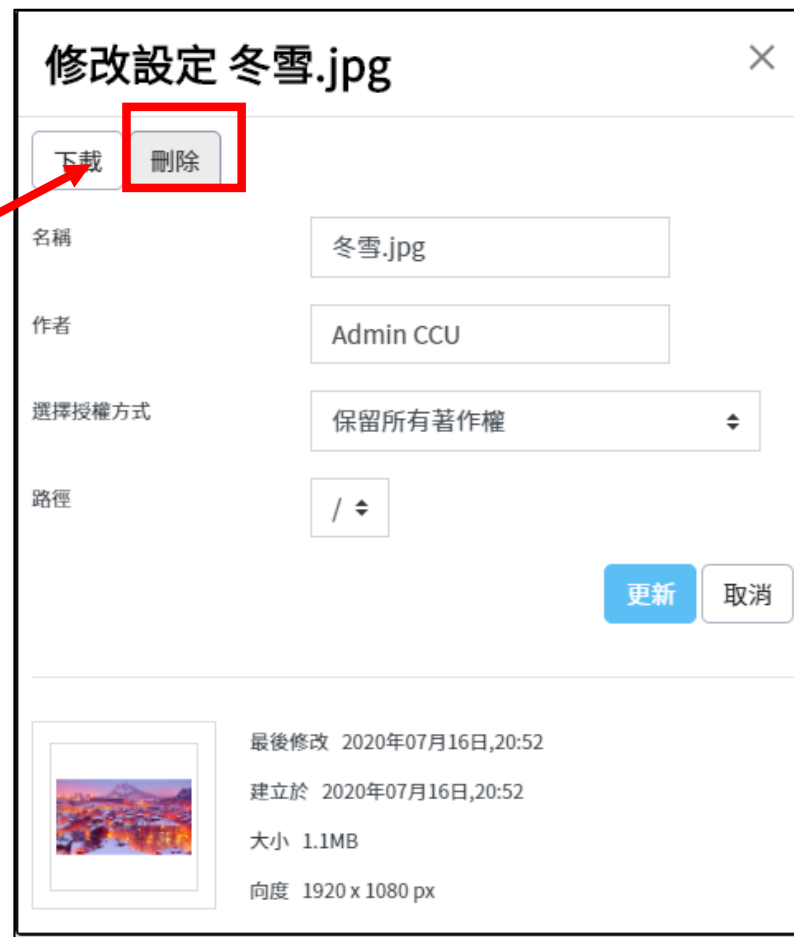 修改設定 冬雪.jpg
下載 刪除
名稱 冬雪.jpg
作者 Admin CCU
選擇授權方式 保留所有著作權
路徑 /
更新 取消
最後修改 2020年07月16日,20:52
建立於 2020年07月16日,20:52
大小 1.1MB
向度 1920 x 1080 px